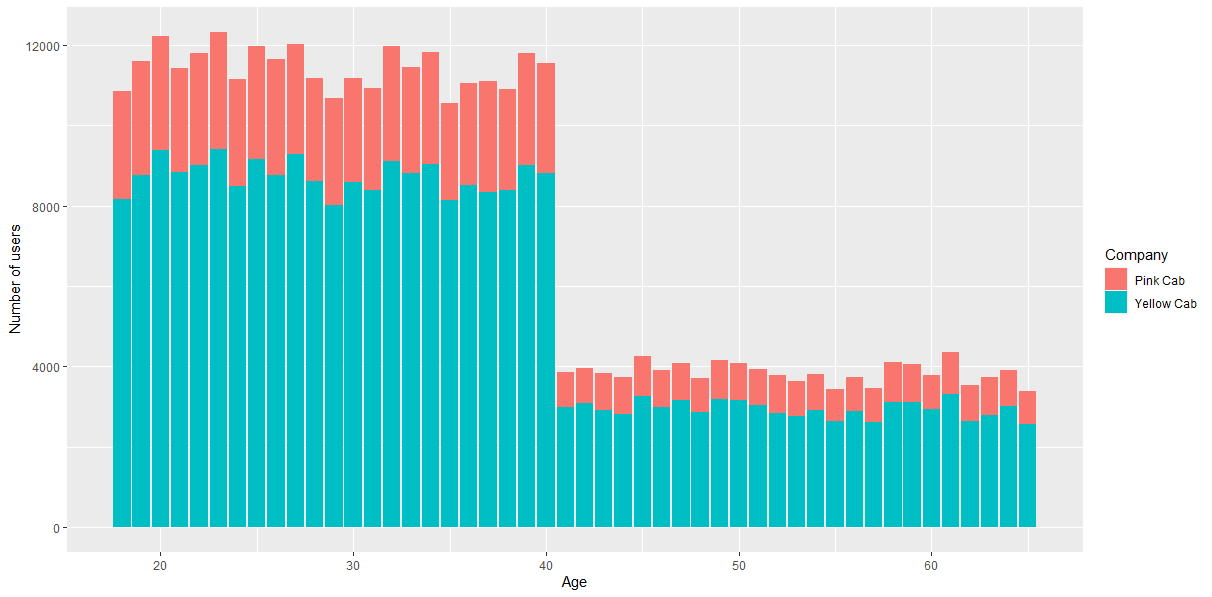 12000
8000
4000
0
Number of users
20 30 40 50 60
Age
Company
Pink Cab
Yellow Cab